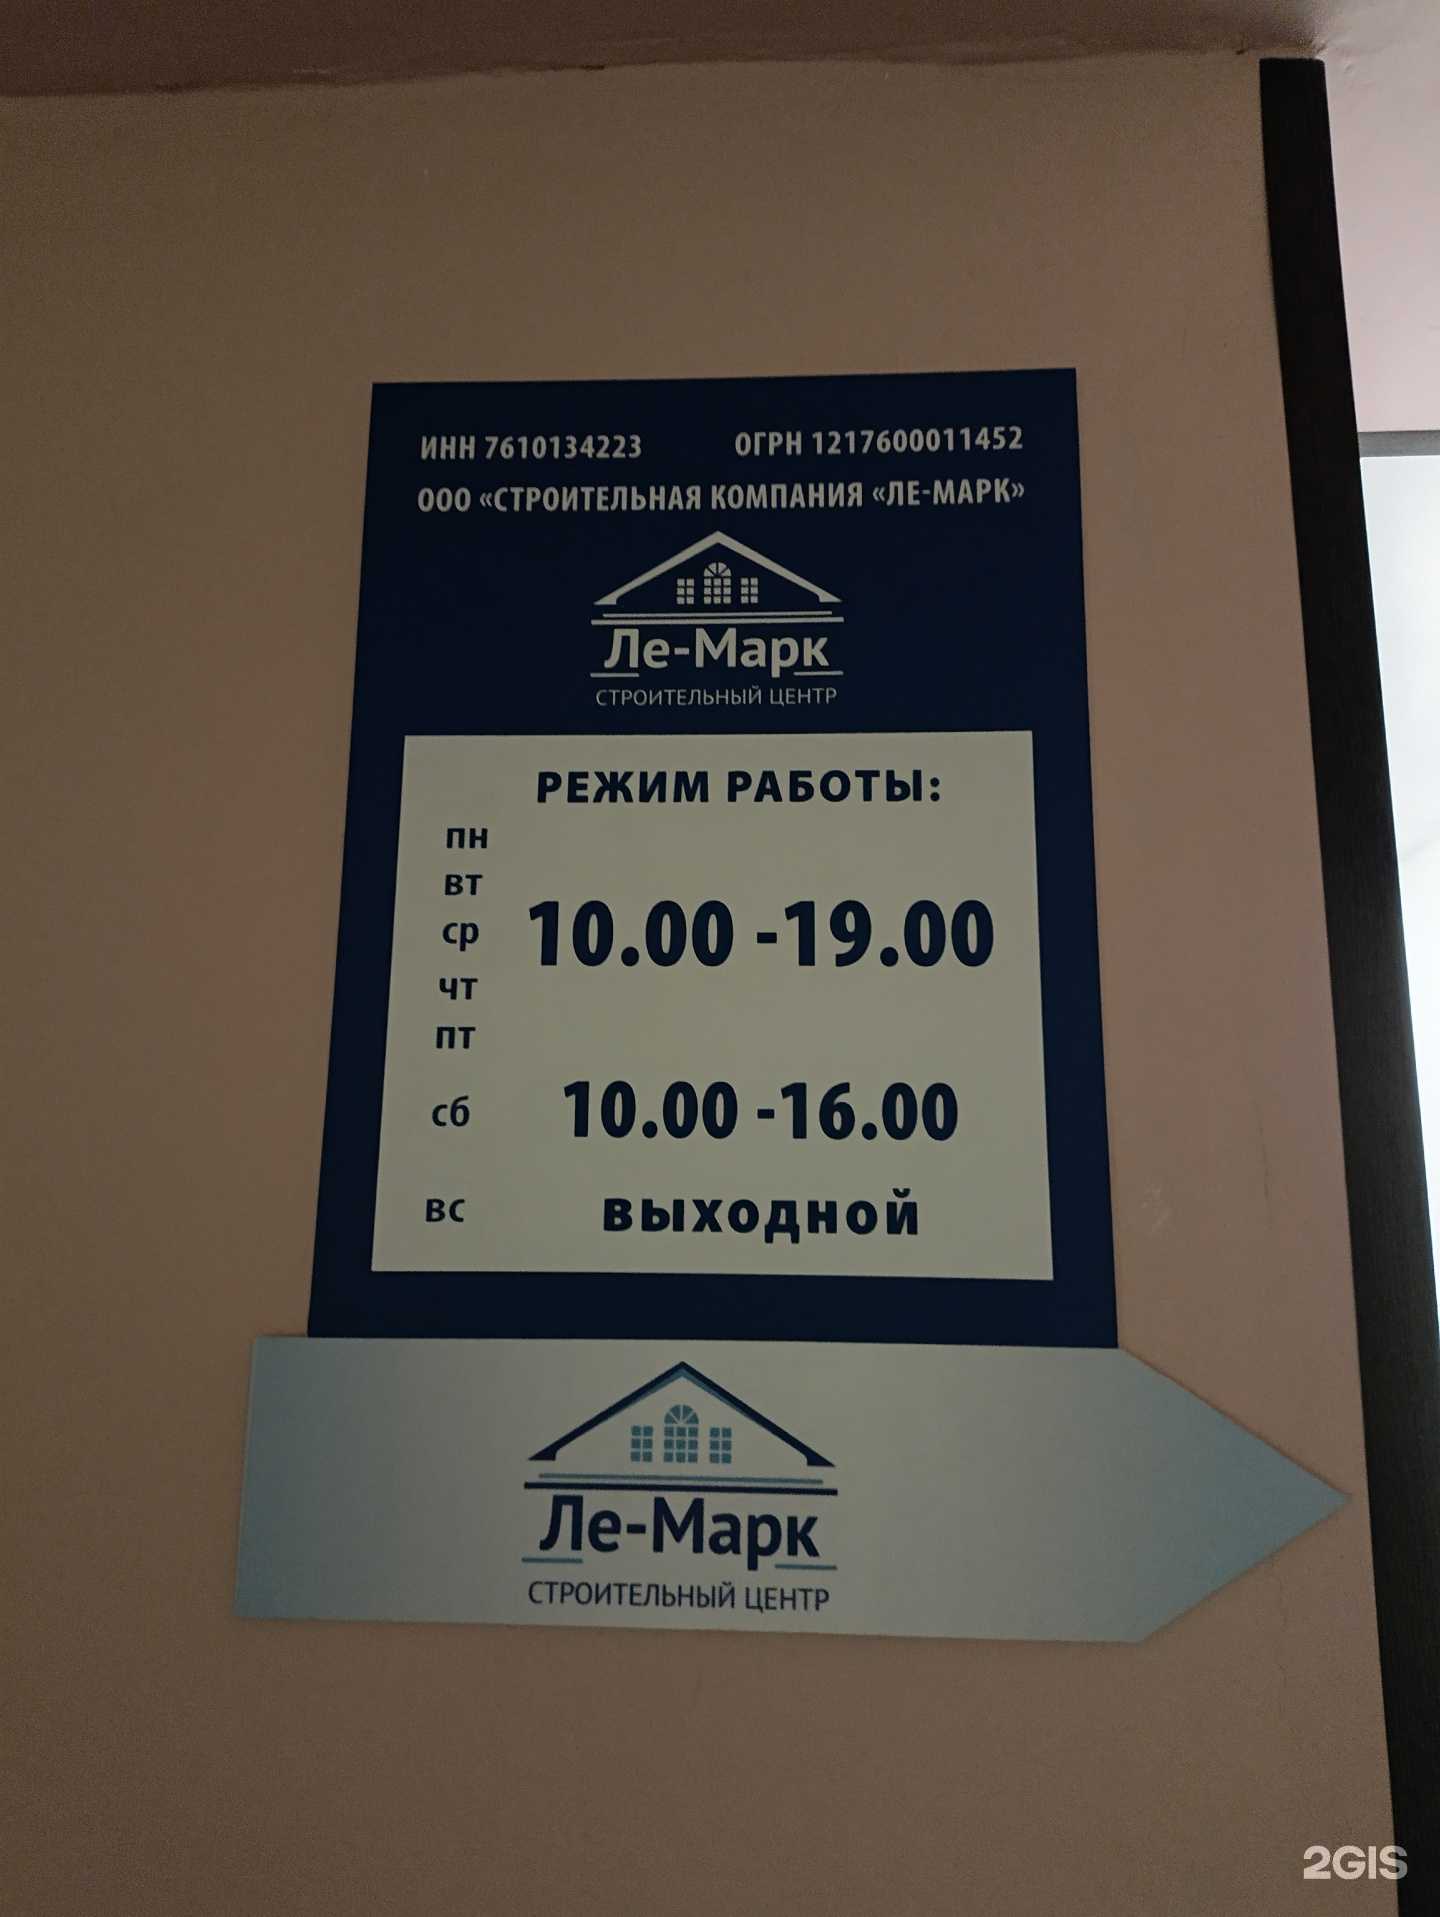 ИНН 7610134223 ОГРН 1217600011452
ООО «СТРОИТЕЛЬНАЯ КОМПАНИЯ «ЛЕ-МАРК»
Ле-Марк
СТРОИТЕЛЬНЫЙ ЦЕНТР
РЕЖИМ РАБОТЫ:
пн
вт
ср 10.00 -19.00
чт
пт
сб 10.00 -16.00
вс выходной
Ле-Марк
СТРОИТЕЛЬНЫЙ ЦЕНТР
2GIS